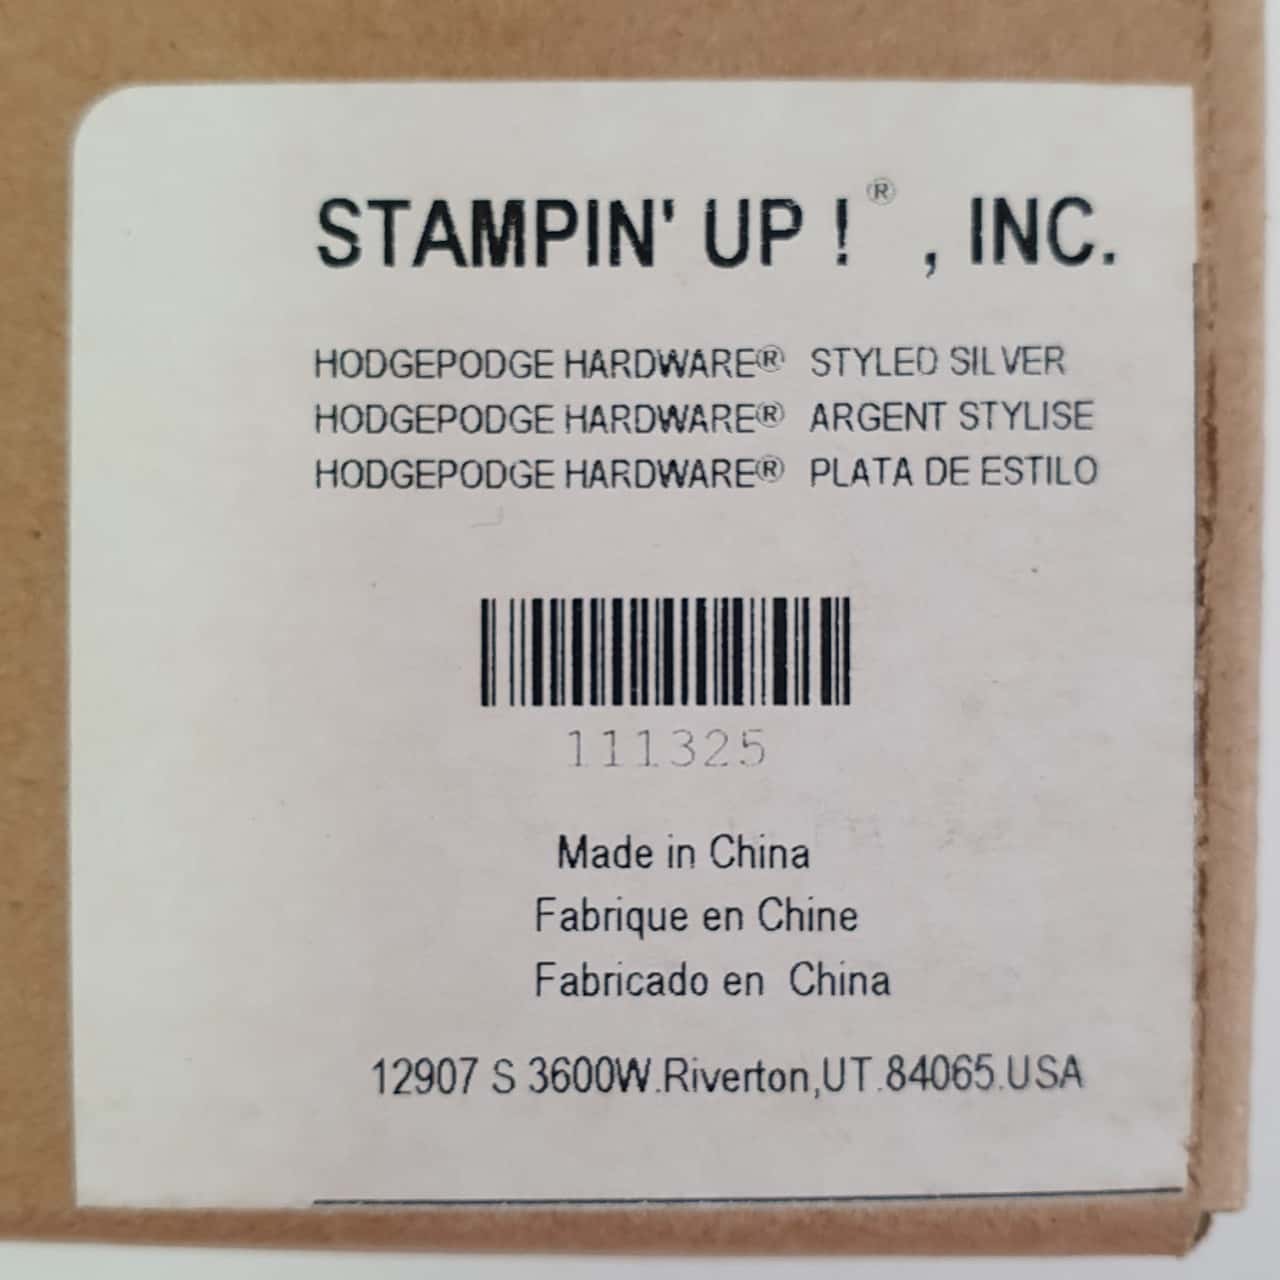 STAMPIN' UP ! ® , INC.
HODGEPODGE HARDWARE® STYLED SILVER
HODGEPODGE HARDWARE® ARGENT STYLISE
HODGEPODGE HARDWARE® PLATA DE ESTILO
111325
Made in China
Fabrique en Chine
Fabricado en China
12907 S 3600W.Riverton,UT.84065.USA